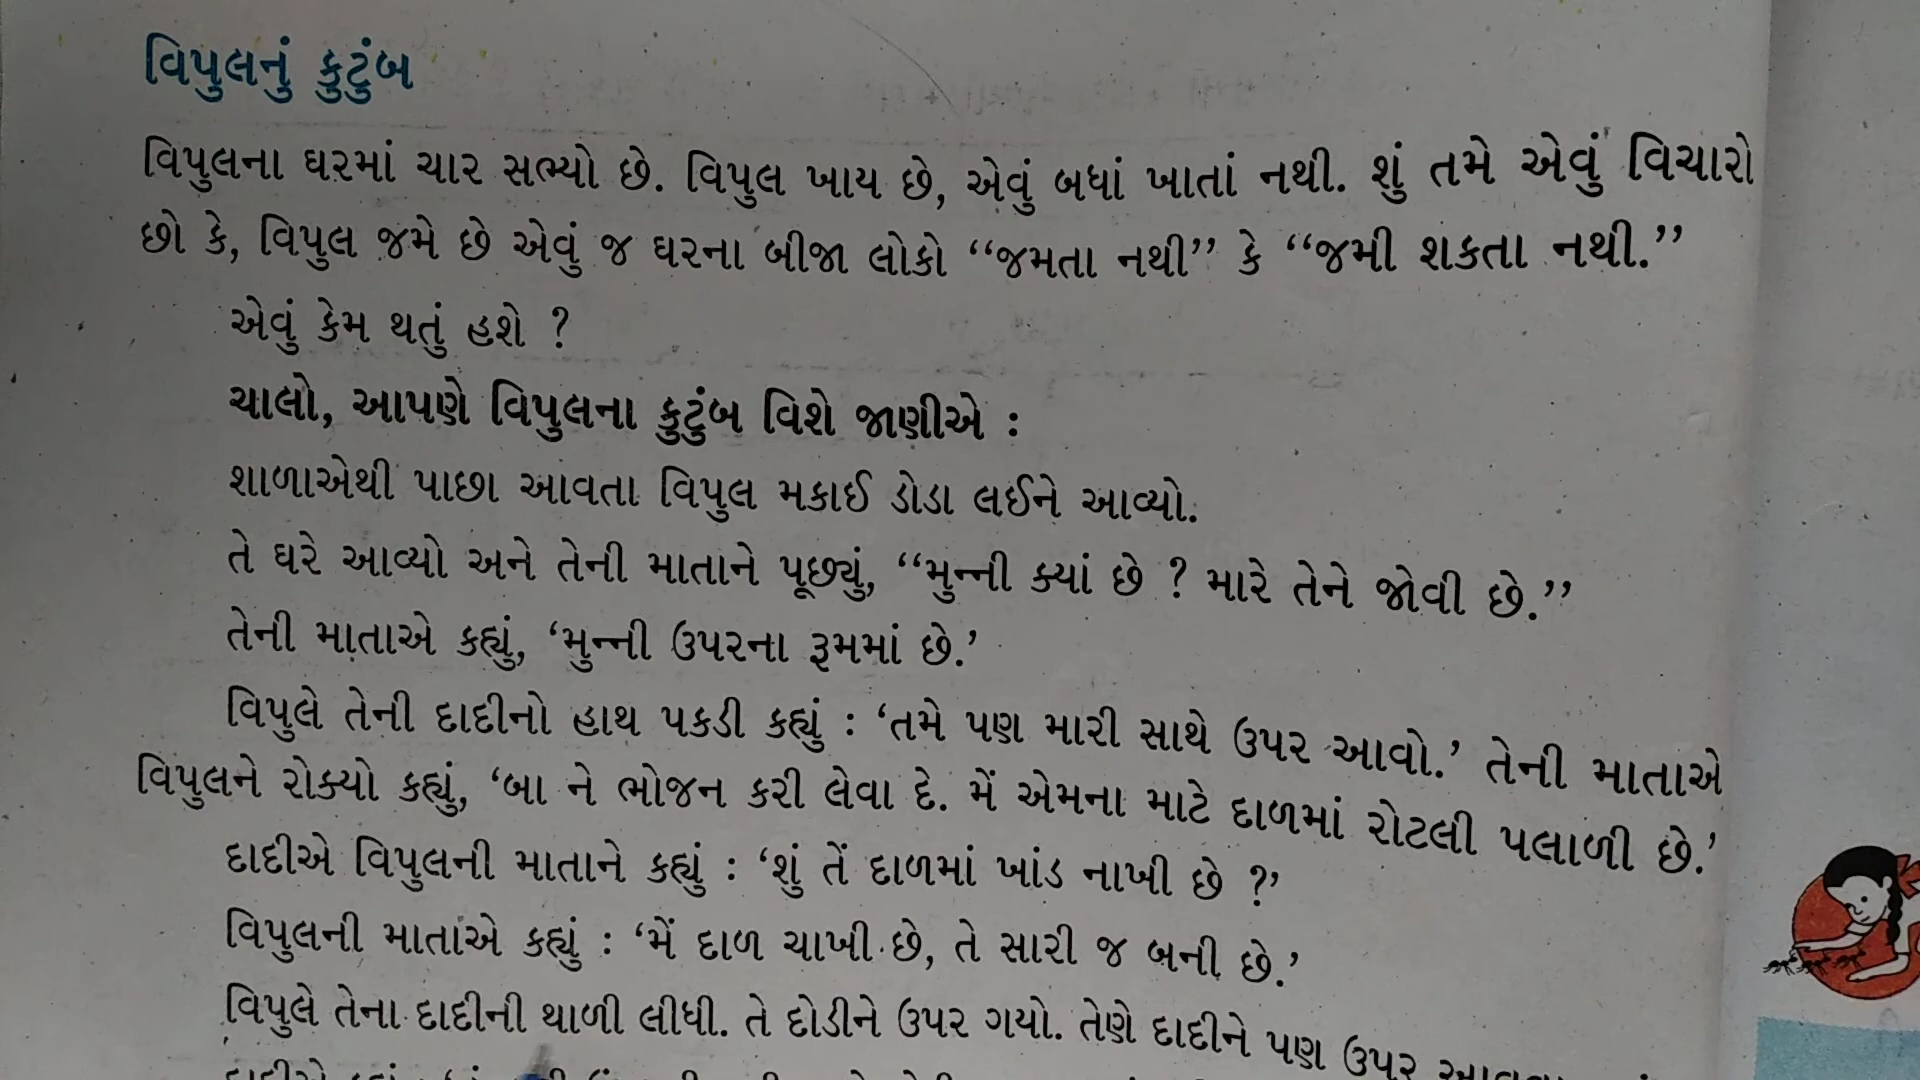 વિપુલનું કુટુંબ
વિપુલના ઘરમાં ચાર સભ્યો છે. વિપુલ ખાય છે, એવું બધાં ખાતાં નથી. શું તમે એવું વિચારો
છો કે, વિપુલ જમે છે એવું જ ઘરના બીજા લોકો “જમતા નથી” કે “જમી શકતા નથી.”
એવું કેમ થતું હશે ?
ચાલો, આપણે વિપુલના કુટુંબ વિશે જાણીએ :
શાળાએથી પાછા આવતા વિપુલ મકાઈ ડોડા લઈને આવ્યો.
તે ઘરે આવ્યો અને તેની માતાને પૂછ્યું, “મુન્ની ક્યાં છે ? મારે તેને જોવી છે.”
તેની માતાએ કહ્યું, ‘મુન્ની ઉપરના રૂમમાં છે.’
વિપુલે તેની દાદીનો હાથ પકડી કહ્યું : ‘તમે પણ મારી સાથે ઉપર આવો.’ તેની માતાએ
વિપુલને રોક્યો કહ્યું, ‘બા ને ભોજન કરી લેવા દે. મેં એમના માટે દાળમાં રોટલી પલાળી છે.’
દાદીએ વિપુલની માતાને કહ્યું : ‘શું તેં દાળમાં ખાંડ નાખી છે ?’
વિપુલની માતાએ કહ્યું : ‘મેં દાળ ચાખી છે, તે સારી જ બની છે.’
વિપુલે તેના દાદીની થાળી લીધી. તે દોડીને ઉપર ગયો. તેણે દાદીને પણ ઉપર